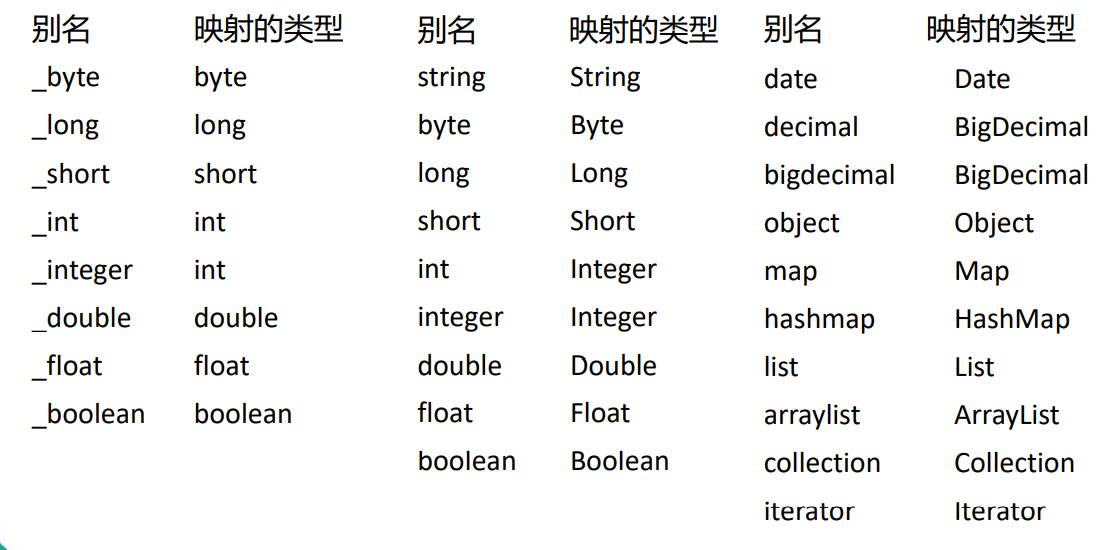 别名 映射的类型 别名 映射的类型 别名 映射的类型
_byte byte string String date Date
_long long byte Byte decimal BigDecimal
_short short long Long bigdecimal BigDecimal
_int int short Short object Object
_integer int int Integer map Map
_double double integer Integer hashmap HashMap
_float float double Double list List
_boolean boolean float Float arraylist ArrayList
boolean Boolean collection Collection
iterator Iterator